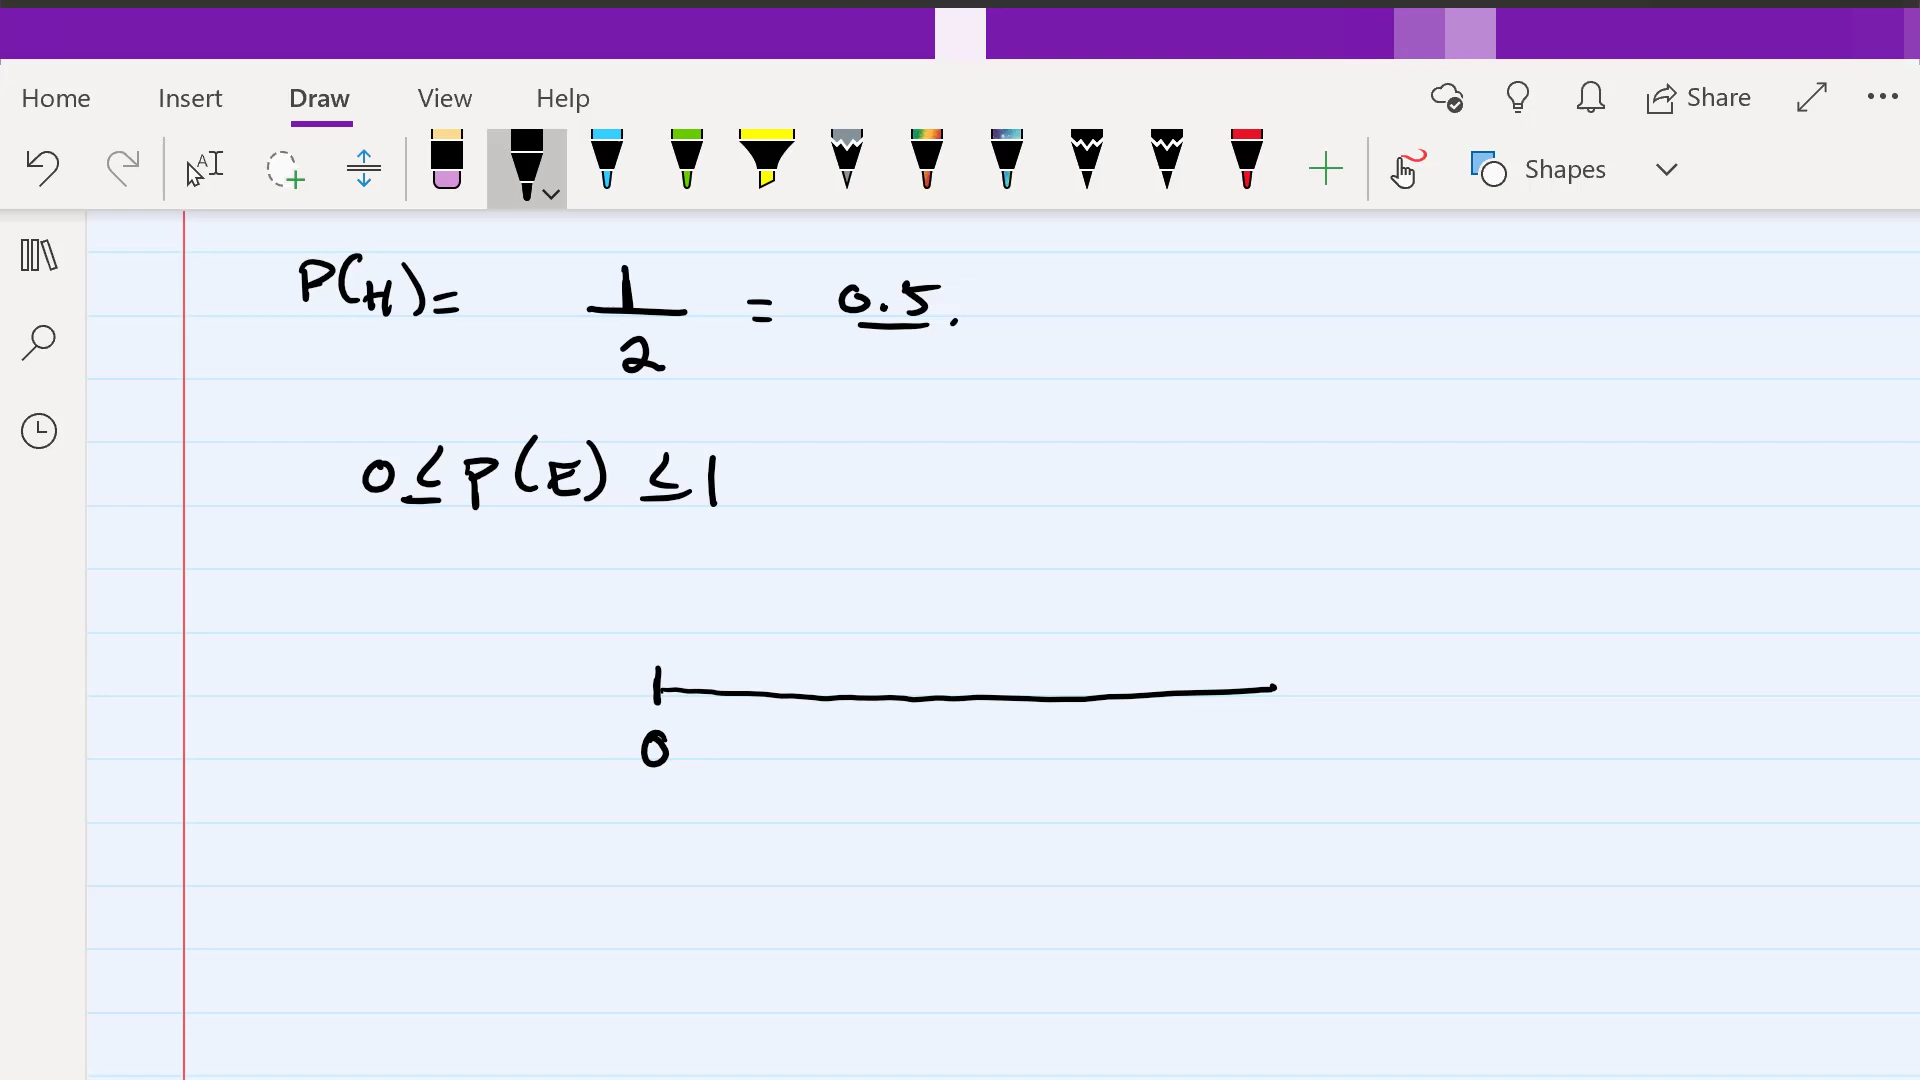 Home Insert Draw View Help Share
Shapes
P(H) = 1/2 = 0.5.
0 ≤ P(E) ≤ 1
0